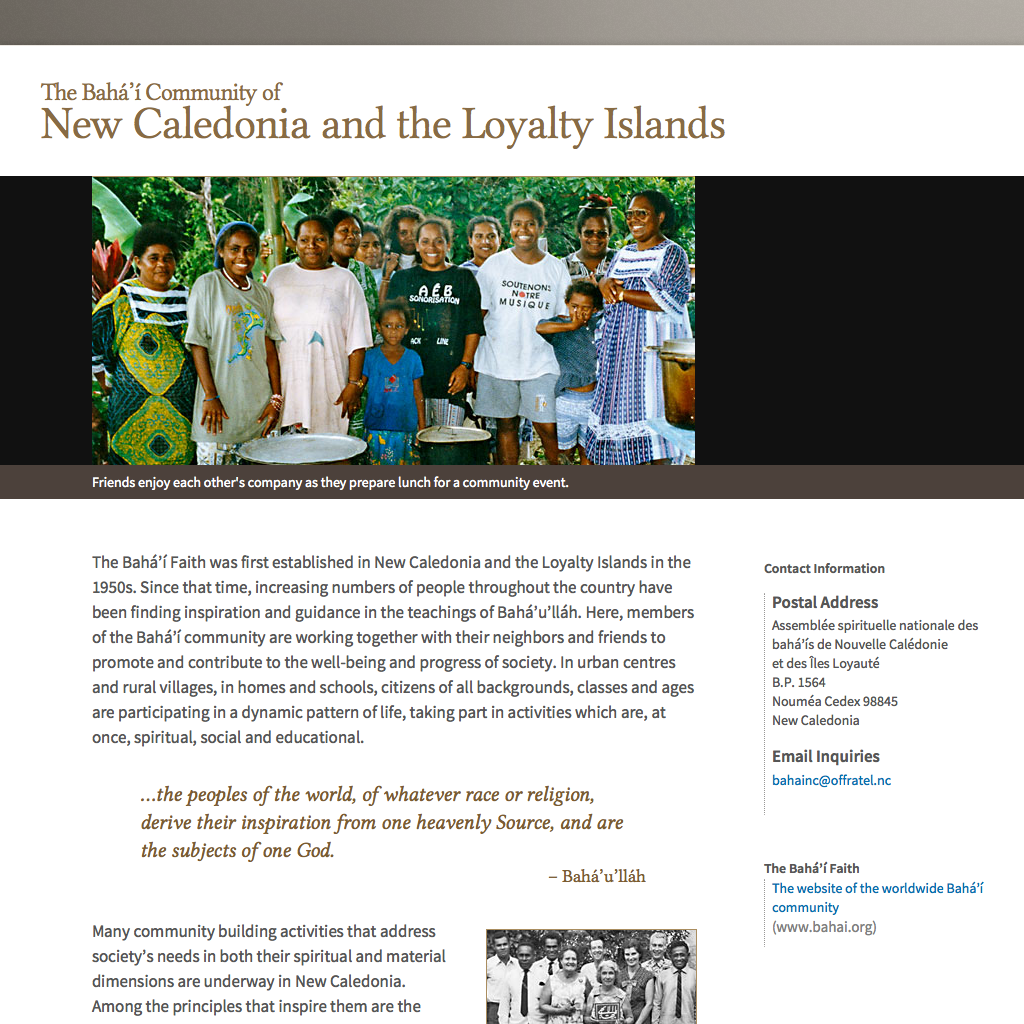 The Bahá’í Community of
New Caledonia and the Loyalty Islands
AÉB
SONORISATION
LINE
SOUTENONS
NOTRE
MUSIQUE
Friends enjoy each other's company as they prepare lunch for a community event.
The Bahá’í Faith was first established in New Caledonia and the Loyalty Islands in the
1950s. Since that time, increasing numbers of people throughout the country have
been finding inspiration and guidance in the teachings of Bahá’u’lláh. Here, members
of the Bahá’í community are working together with their neighbors and friends to
promote and contribute to the well-being and progress of society. In urban centres
and rural villages, in homes and schools, citizens of all backgrounds, classes and ages
are participating in a dynamic pattern of life, taking part in activities which are, at
once, spiritual, social and educational.
…the peoples of the world, of whatever race or religion,
derive their inspiration from one heavenly Source, and are
the subjects of one God.
– Bahá’u’lláh
Many community building activities that address
society’s needs in both their spiritual and material
dimensions are underway in New Caledonia.
Among the principles that inspire them are the
Contact Information
Postal Address
Assemblée spirituelle nationale des
bahá’ís de Nouvelle Calédonie
et des Îles Loyauté
B.P. 1564
Nouméa Cedex 98845
New Caledonia
Email Inquiries
bahainc@offratel.nc
The Bahá’í Faith
The website of the worldwide Bahá’í
community
(www.bahai.org)